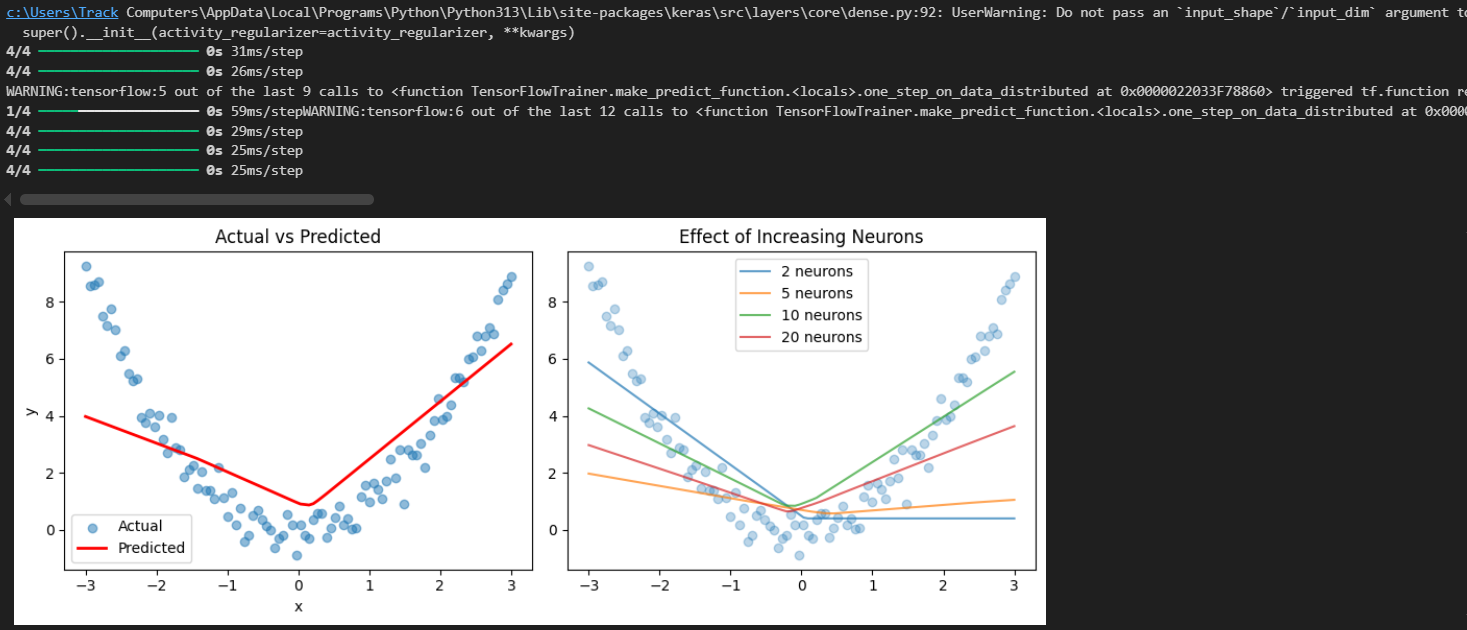 c:\Users\Track Computers\AppData\Local\Programs\Python\Python313\Lib\site-packages\keras\src\layers\core\dense.py:92: UserWarning: Do not pass an `input_shape`/`input_dim` argument
super().__init__(activity_regularizer=activity_regularizer, **kwargs)
4/4 0s 31ms/step
4/4 0s 26ms/step
WARNING:tensorflow:5 out of the last 9 calls to <function TensorFlowTrainer.make_predict_function.<locals>.one_step_on_data_distributed at 0x0000022033F78860> triggered tf.function
1/4 0s 59ms/stepWARNING:tensorflow:6 out of the last 12 calls to <function TensorFlowTrainer.make_predict_function.<locals>.one_step_on_data_distributed at
4/4 0s 29ms/step
4/4 0s 25ms/step
4/4 0s 25ms/step
Actual vs Predicted
8
6
4
2
0
y
Actual
Predicted
−3 −2 −1 0 1 2 3
x
Effect of Increasing Neurons
2 neurons
5 neurons
10 neurons
20 neurons
8
6
4
2
0
−3 −2 −1 0 1 2 3